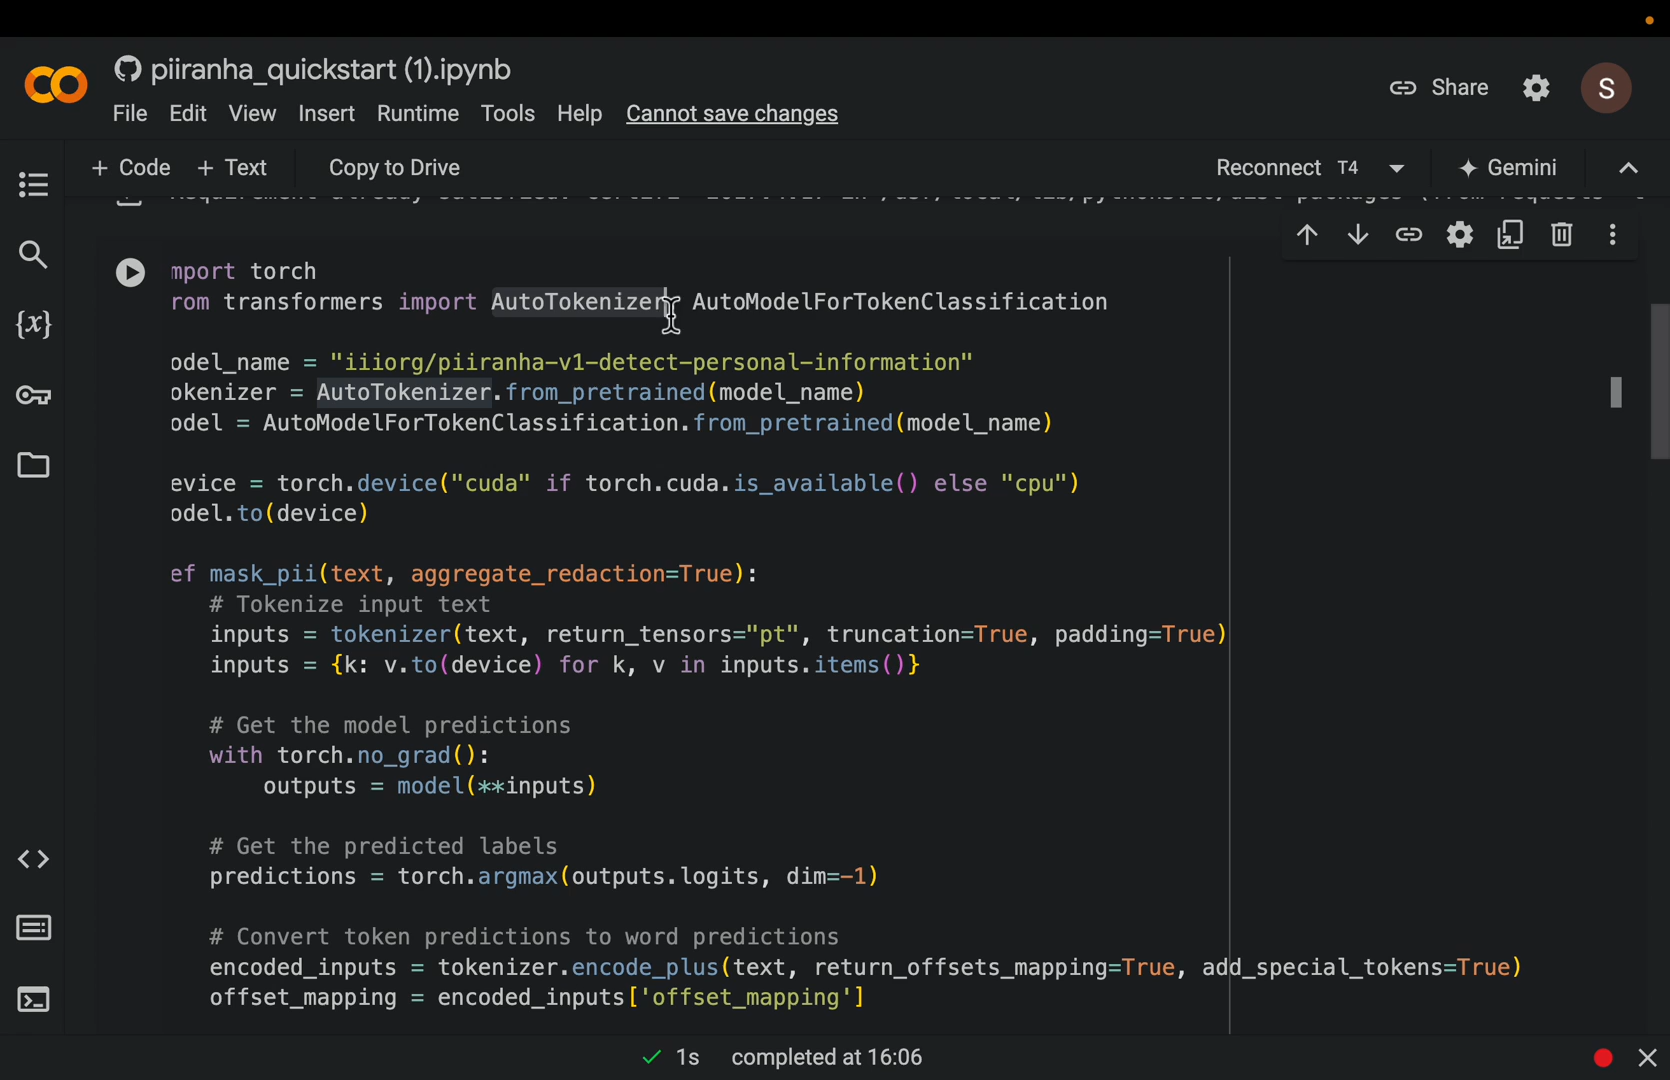 piiranha_quickstart (1).ipynb
Share
S
File Edit View Insert Runtime Tools Help Cannot save changes
+ Code + Text Copy to Drive
Reconnect T4
Gemini
mport torch
rom transformers import AutoTokenizer, AutoModelForTokenClassification
odel_name = "iiiorg/piiranha-v1-detect-personal-information"
okenizer = AutoTokenizer.from_pretrained(model_name)
odel = AutoModelForTokenClassification.from_pretrained(model_name)
evice = torch.device("cuda" if torch.cuda.is_available() else "cpu")
odel.to(device)
ef mask_pii(text, aggregate_redaction=True):
# Tokenize input text
inputs = tokenizer(text, return_tensors="pt", truncation=True, padding=True)
inputs = {k: v.to(device) for k, v in inputs.items()}
# Get the model predictions
with torch.no_grad():
outputs = model(**inputs)
# Get the predicted labels
predictions = torch.argmax(outputs.logits, dim=-1)
# Convert token predictions to word predictions
encoded_inputs = tokenizer.encode_plus(text, return_offsets_mapping=True, add_special_tokens=True)
offset_mapping = encoded_inputs['offset_mapping']
1s completed at 16:06